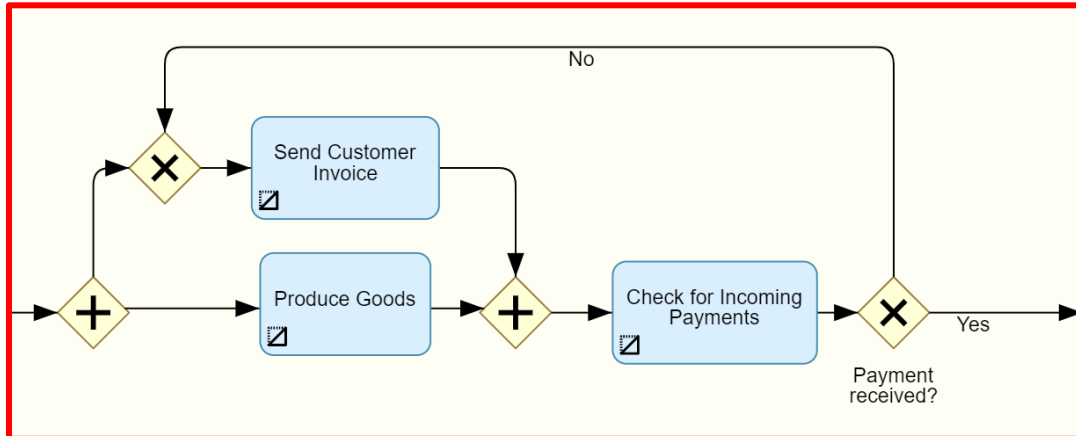 No
Send Customer
Invoice
Produce Goods
Check for Incoming
Payments
Yes
Payment
received?